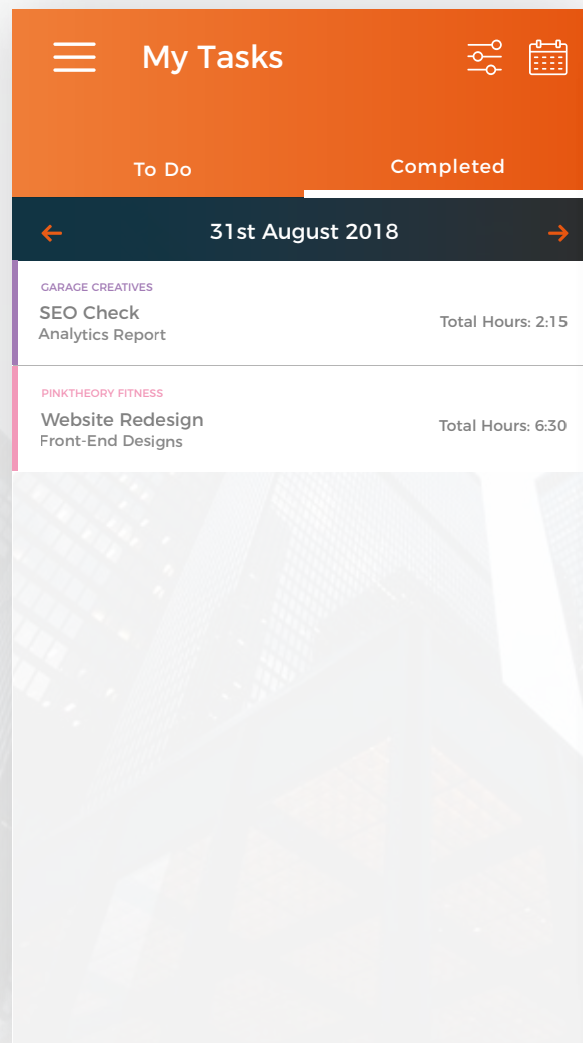 My Tasks
To Do
Completed
31st August 2018
GARAGE CREATIVES
SEO Check
Analytics Report
Total Hours: 2:15
PINKTHEORY FITNESS
Website Redesign
Front-End Designs
Total Hours: 6:30